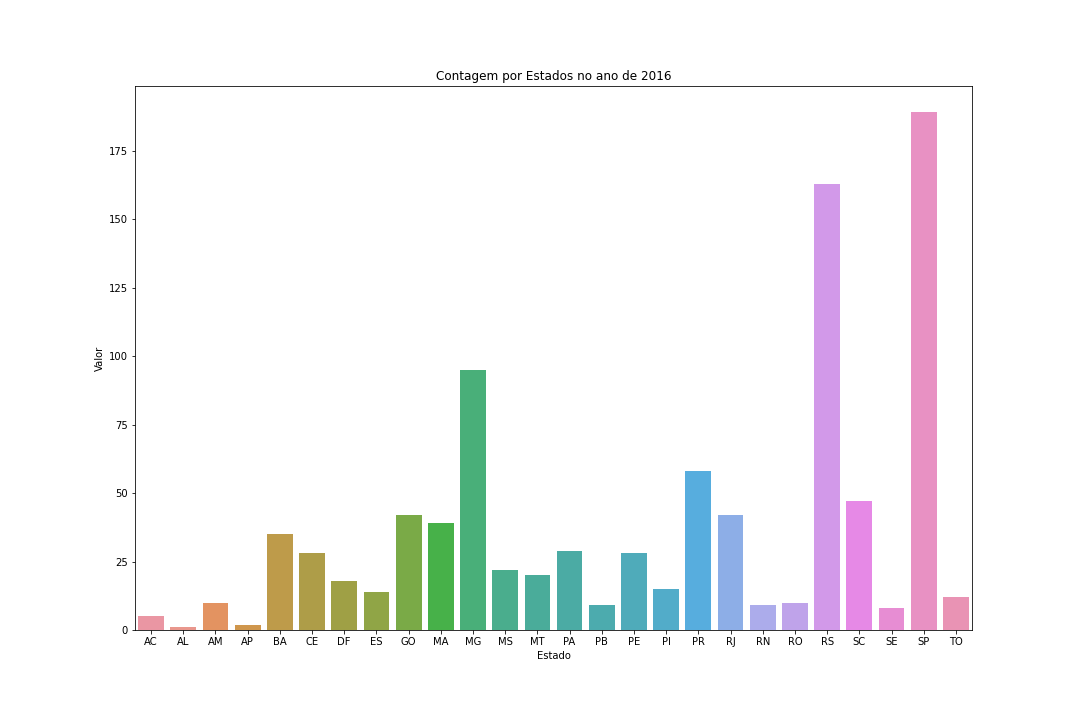 Contagem por Estados no ano de 2016
175
150
125
100
75
50
25
0
Valor
AC AL AM AP BA CE DF ES GO MA MG MS MT PA PB PE PI PR RJ RN RO RS SC SE SP TO
Estado